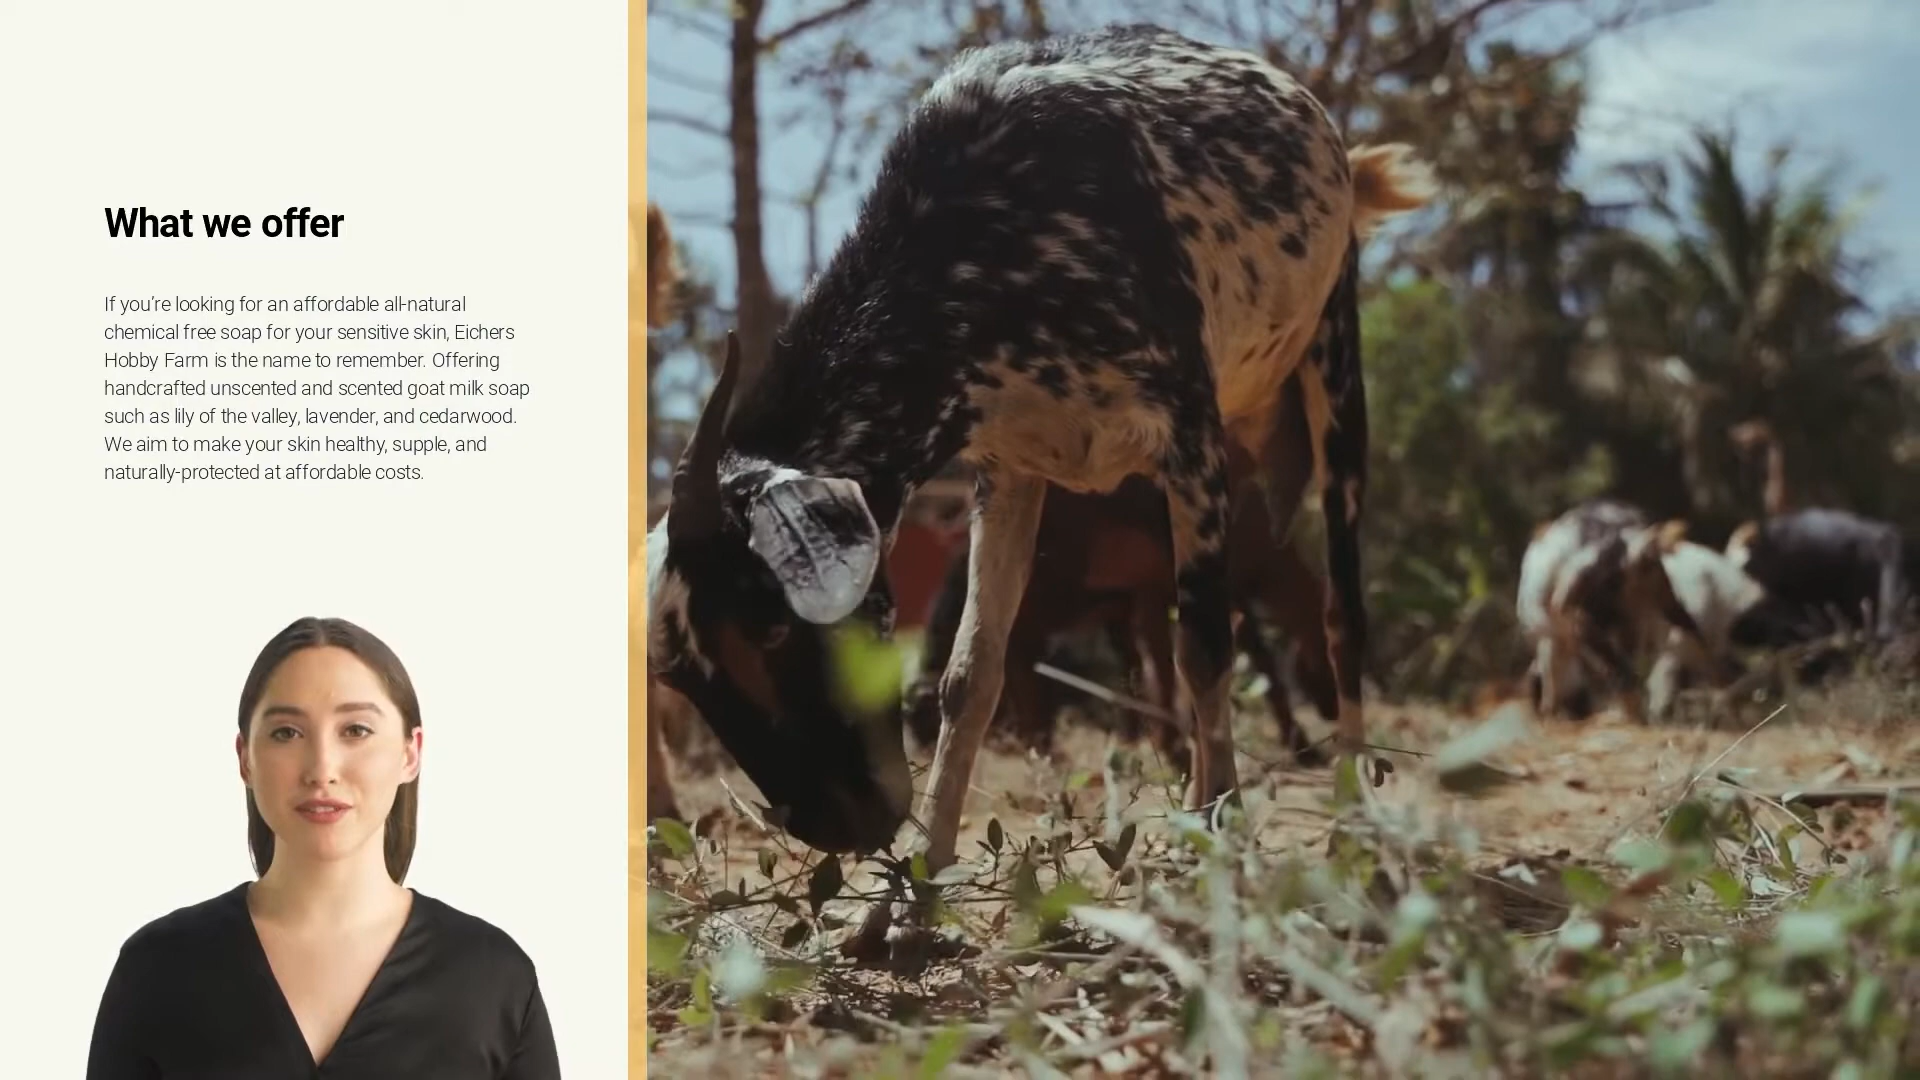 What we offer
If you’re looking for an affordable all-natural
chemical free soap for your sensitive skin, Eichers
Hobby Farm is the name to remember. Offering
handcrafted unscented and scented goat milk soap
such as lily of the valley, lavender, and cedarwood.
We aim to make your skin healthy, supple, and
naturally-protected at affordable costs.